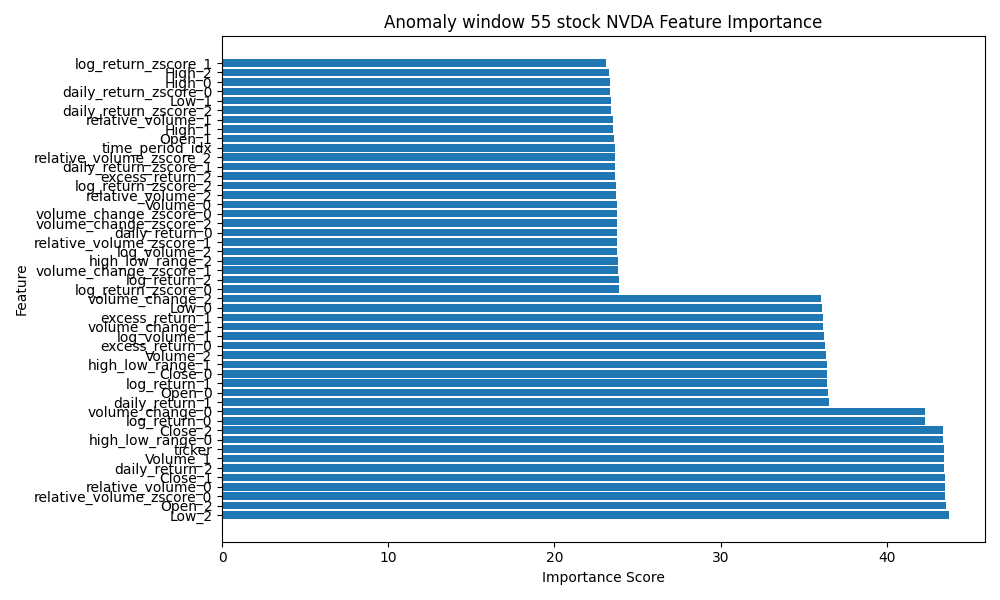 Anomaly window 55 stock NVDA Feature Importance
log_return_zscore_1
High_2
High_0
daily_return_zscore_0
Low_1
daily_return_zscore_2
relative_volume_1
High_1
Open_1
time_period_idx
relative_volume_zscore_2
daily_return_zscore_1
excess_return_2
log_return_zscore_2
relative_volume_2
Volume_0
volume_change_zscore_0
volume_change_zscore_2
daily_return_0
relative_volume_zscore_1
log_volume_2
high_low_range_2
volume_change_zscore_1
log_return_2
log_return_zscore_0
volume_change_2
Low_0
excess_return_1
volume_change_1
log_volume_1
excess_return_0
Volume_2
high_low_range_1
Close_0
log_return_1
Open_0
daily_return_1
volume_change_0
log_return_0
Close_2
high_low_range_0
ticker
Volume_1
daily_return_2
Close_1
relative_volume_0
relative_volume_zscore_0
Open_2
Low_2
Feature
0 10 20 30 40
Importance Score